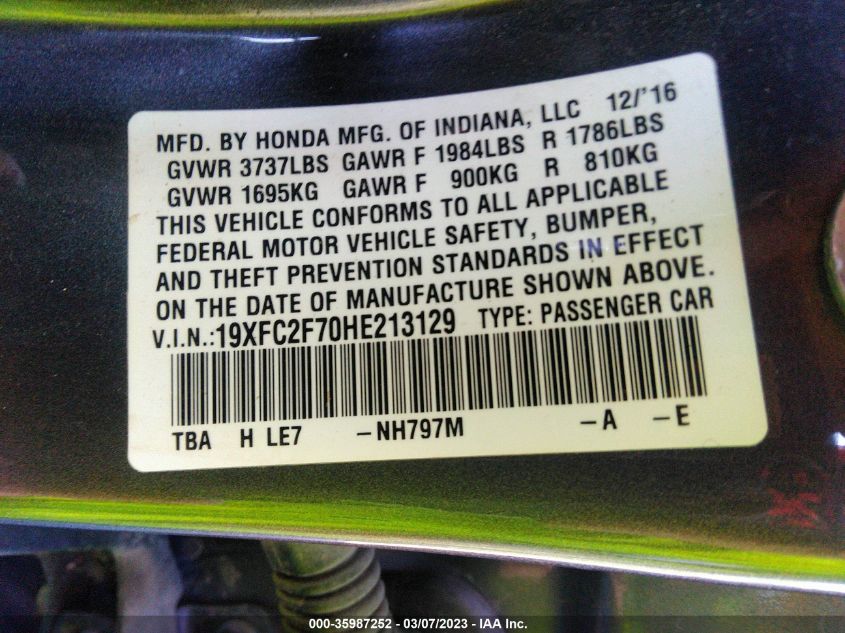 MFD. BY HONDA MFG. OF INDIANA, LLC 12/'16
GVWR 3737LBS GAWR F 1984LBS R 1786LBS
GVWR 1695KG GAWR F 900KG R 810KG
THIS VEHICLE CONFORMS TO ALL APPLICABLE
FEDERAL MOTOR VEHICLE SAFETY, BUMPER,
AND THEFT PREVENTION STANDARDS IN EFFECT
ON THE DATE OF MANUFACTURE SHOWN ABOVE.
V.I.N.:19XFC2F70HE213129 TYPE: PASSENGER CAR
TBA H LE7 -NH797M -A -E
000-35987252 - 03/07/2023 - IAA Inc.